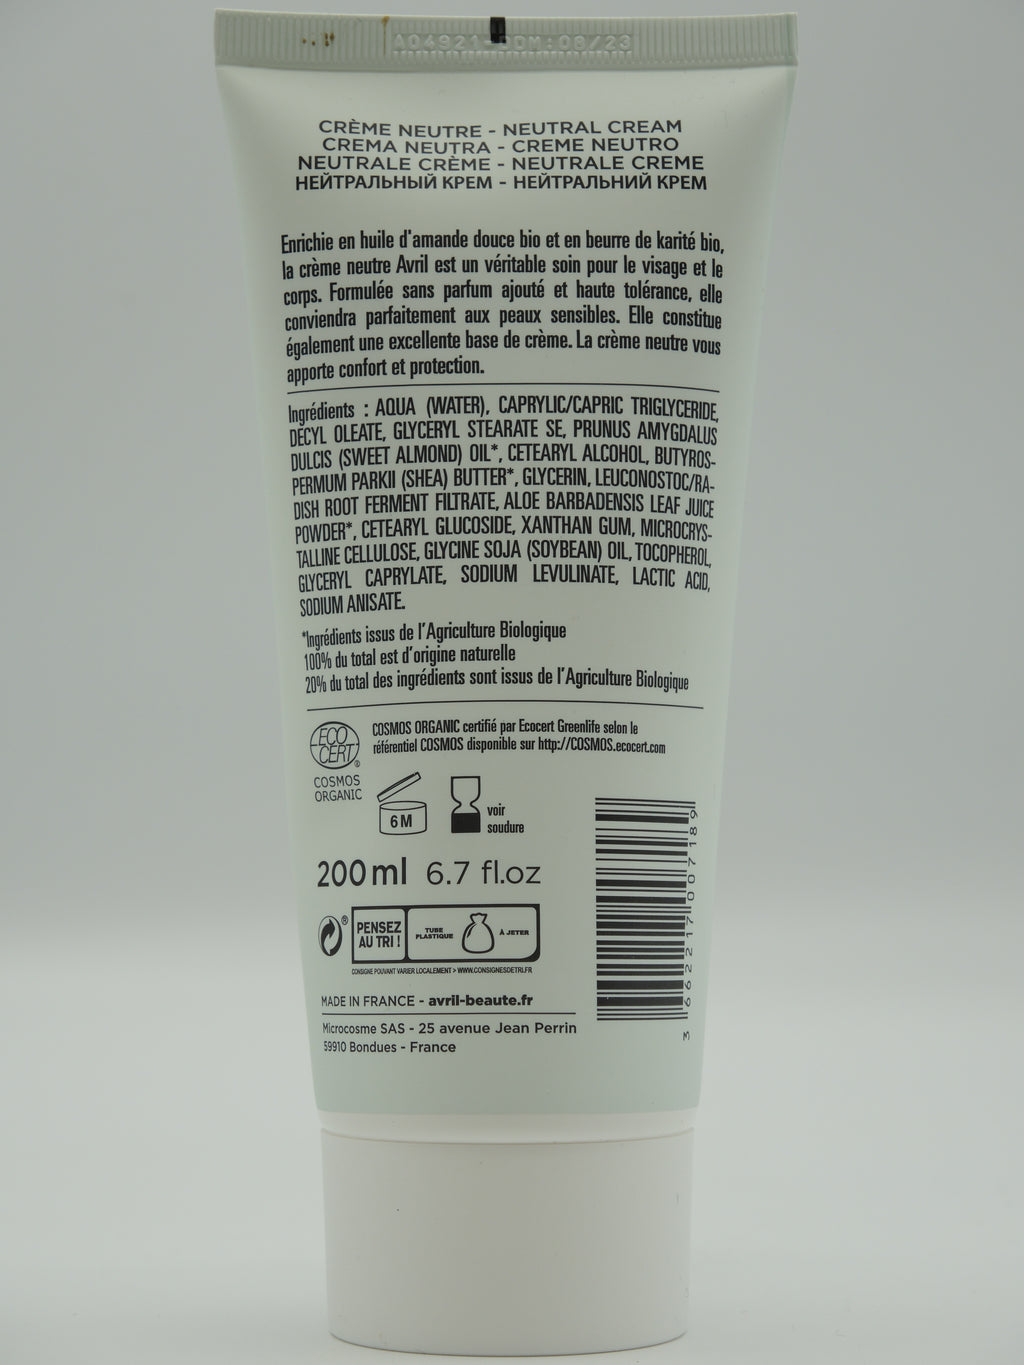 A04921-DDM:08/23
CRÈME NEUTRE - NEUTRAL CREAM
CREMA NEUTRA - CREME NEUTRO
NEUTRALE CRÈME - NEUTRALE CREME
НЕЙТРАЛЬНЫЙ КРЕМ - НЕЙТРАЛЬНИЙ КРЕМ
Enrichie en huile d'amande douce bio et en beurre de karité bio,
la crème neutre Avril est un véritable soin pour le visage et le
corps. Formulée sans parfum ajouté et haute tolérance, elle
conviendra parfaitement aux peaux sensibles. Elle constitue
également une excellente base de crème. La crème neutre vous
apporte confort et protection.
Ingrédients : AQUA (WATER), CAPRYLIC/CAPRIC TRIGLYCERIDE,
DECYL OLEATE, GLYCERYL STEARATE SE, PRUNUS AMYGDALUS
DULCIS (SWEET ALMOND) OIL*, CETEARYL ALCOHOL, BUTYROS-
PERMUM PARKII (SHEA) BUTTER*, GLYCERIN, LEUCONOSTOC/RA-
DISH ROOT FERMENT FILTRATE, ALOE BARBADENSIS LEAF JUICE
POWDER*, CETEARYL GLUCOSIDE, XANTHAN GUM, MICROCRYS-
TALLINE CELLULOSE, GLYCINE SOJA (SOYBEAN) OIL, TOCOPHEROL,
GLYCERYL CAPRYLATE, SODIUM LEVULINATE, LACTIC ACID,
SODIUM ANISATE.
*Ingrédients issus de l'Agriculture Biologique
100% du total est d'origine naturelle
20% du total des ingrédients sont issus de l'Agriculture Biologique
ECO
CERT®
COSMOS
ORGANIC
COSMOS ORGANIC certifié par Ecocert Greenlife selon le
référentiel COSMOS disponible sur http://COSMOS.ecocert.com
6 M
voir
soudure
200 ml 6.7 fl.oz
®
PENSEZ
AU TRI !
TUBE
PLASTIQUE
À JETER
CONSIGNE POUVANT VARIER LOCALEMENT > WWW.CONSIGNESDETRI.FR
MADE IN FRANCE - avril-beaute.fr
Microcosme SAS - 25 avenue Jean Perrin
59910 Bondues - France
3 662217 007189